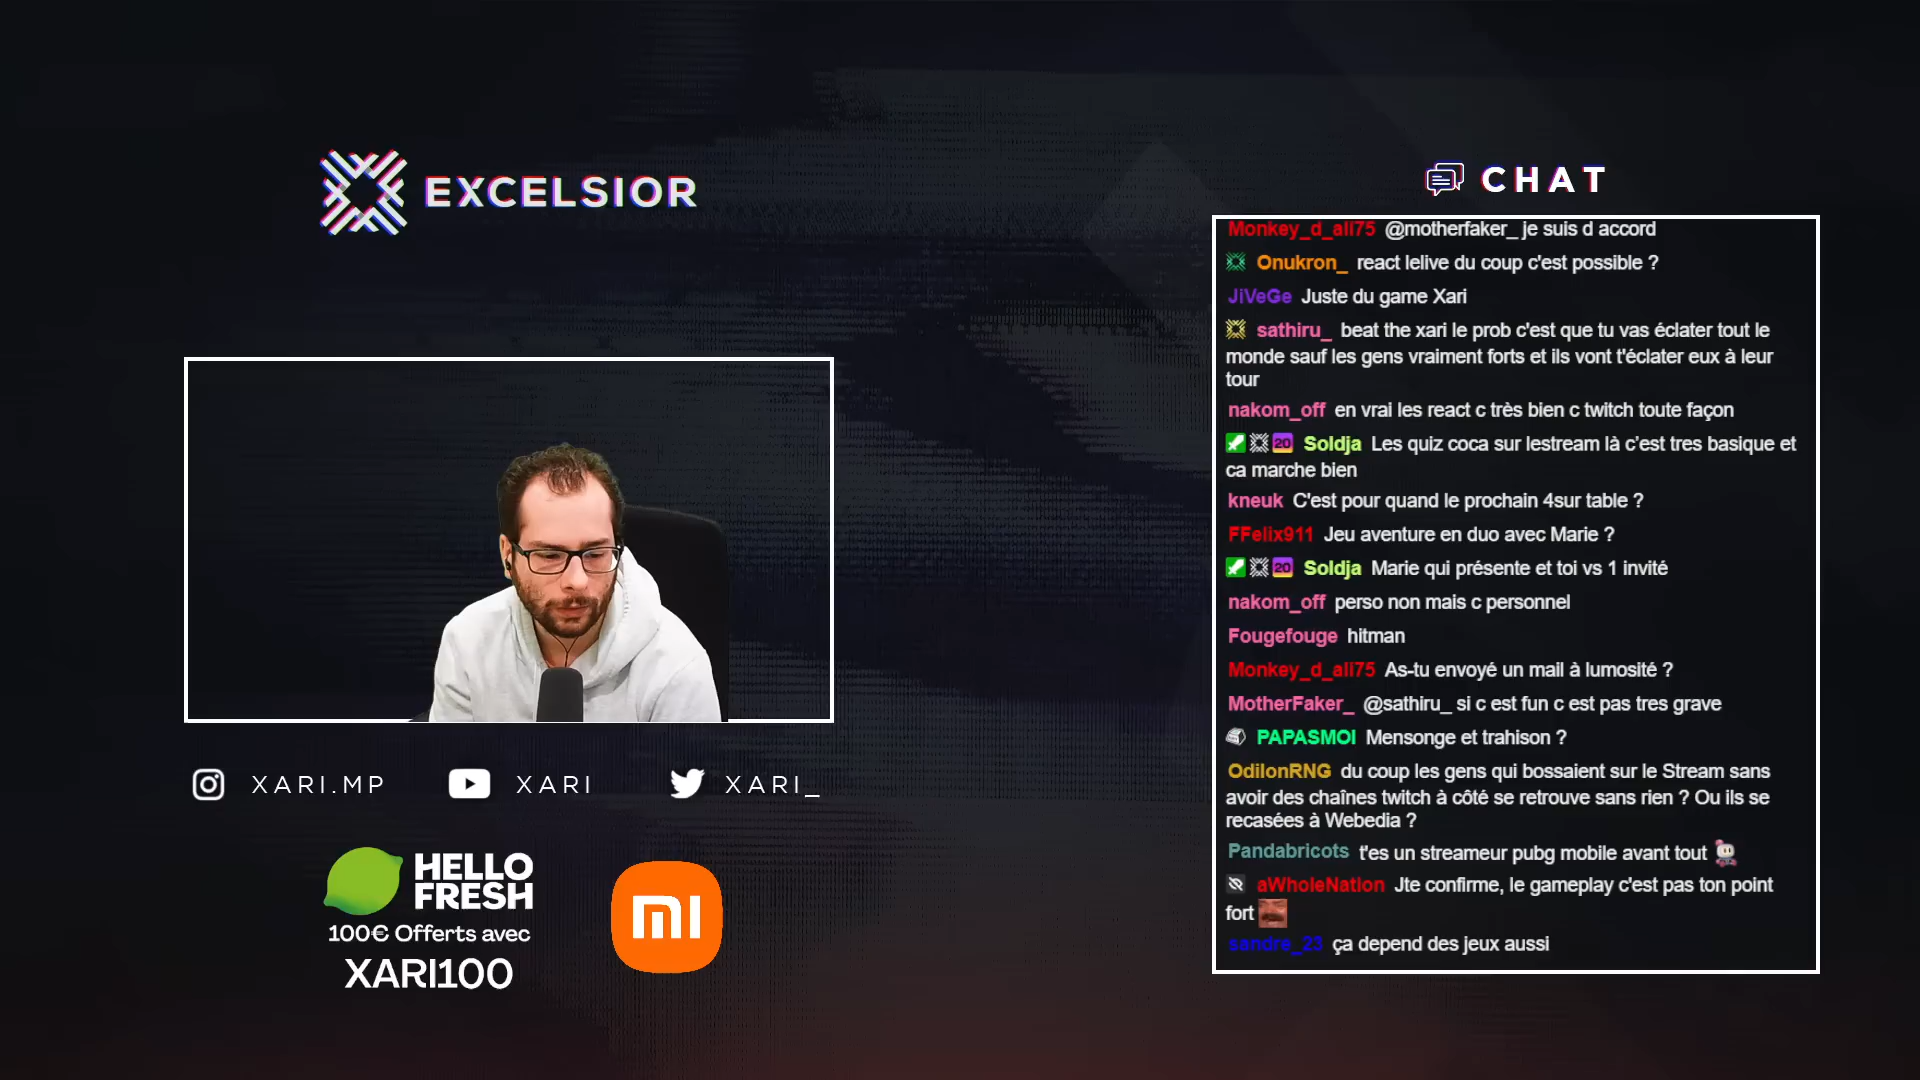 EXCELSIOR
CHAT
Monkey_d_ali75 @motherfaker_ je suis d accord
Onukron_ react lelive du coup c'est possible ?
JiVeGe Juste du game Xari
sathiru_ beat the xari le prob c'est que tu vas éclater tout le
monde sauf les gens vraiment forts et ils vont t'éclater eux à leur
tour
nakom_off en vrai les react c très bien c twitch toute façon
20 Soldja Les quiz coca sur lestream là c'est tres basique et
ca marche bien
kneuk C'est pour quand le prochain 4sur table ?
FFelix911 Jeu aventure en duo avec Marie ?
20 Soldja Marie qui présente et toi vs 1 invité
nakom_off perso non mais c personnel
Fougefouge hitman
Monkey_d_ali75 As-tu envoyé un mail à lumosité ?
MotherFaker_ @sathiru_ si c est fun c est pas tres grave
PAPASMOI Mensonge et trahison ?
OdilonRNG du coup les gens qui bossaient sur le Stream sans
avoir des chaînes twitch à côté se retrouve sans rien ? Ou ils se
recasées à Webedia ?
Pandabricots t'es un streameur pubg mobile avant tout
aWholeNation Jte confirme, le gameplay c'est pas ton point
fort
sandre_23 ça depend des jeux aussi
XARI.MP
XARI
XARI_
HELLO
FRESH
100€ Offerts avec
XARI100
MI